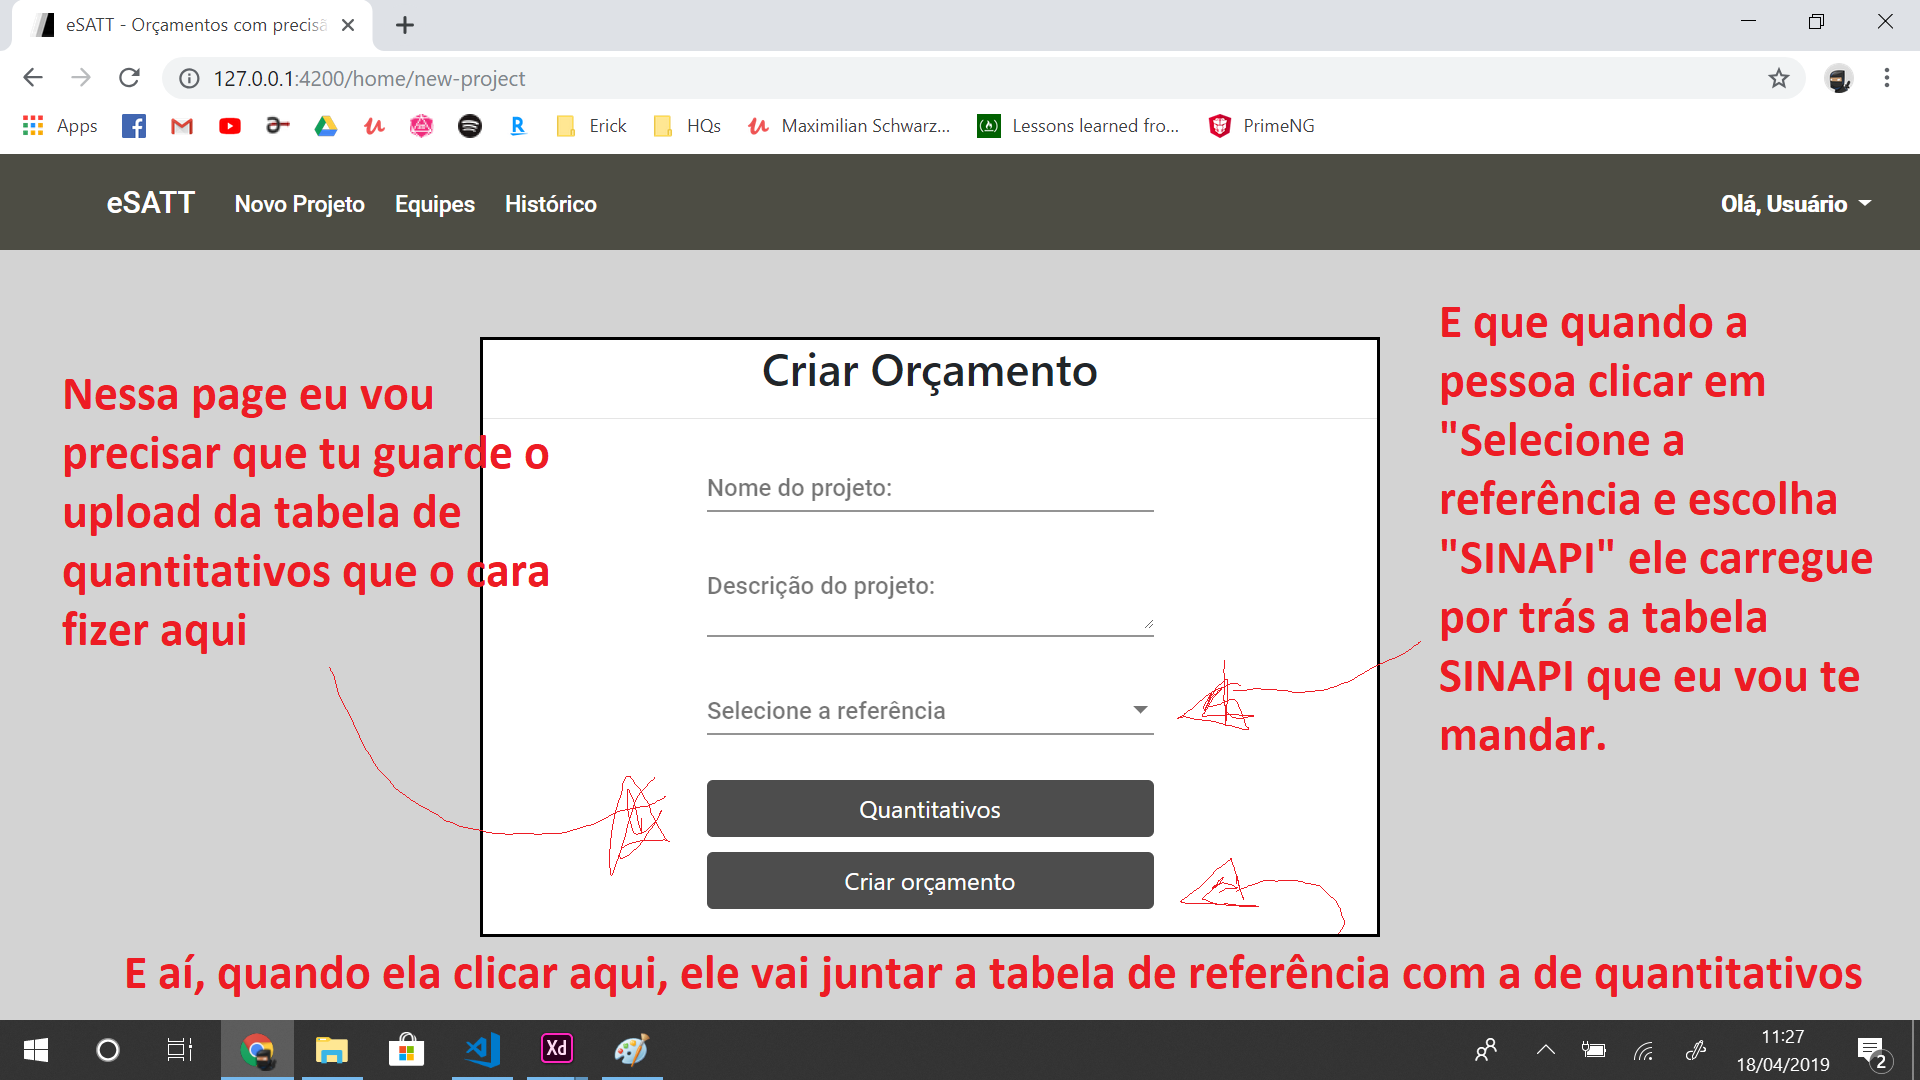 eSATT - Orçamentos com precisã
127.0.0.1:4200/home/new-project
Apps
Erick
HQs
Maximilian Schwarz...
Lessons learned fro...
PrimeNG
eSATT
Novo Projeto
Equipes
Histórico
Olá, Usuário
Criar Orçamento
Nome do projeto:
Descrição do projeto:
Selecione a referência
Quantitativos
Criar orçamento
Nessa page eu vou
precisar que tu guarde o
upload da tabela de
quantitativos que o cara
fizer aqui
E que quando a
pessoa clicar em
"Selecione a
referência e escolha
"SINAPI" ele carregue
por trás a tabela
SINAPI que eu vou te
mandar.
E aí, quando ela clicar aqui, ele vai juntar a tabela de referência com a de quantitativos
Xd
11:27
18/04/2019
2